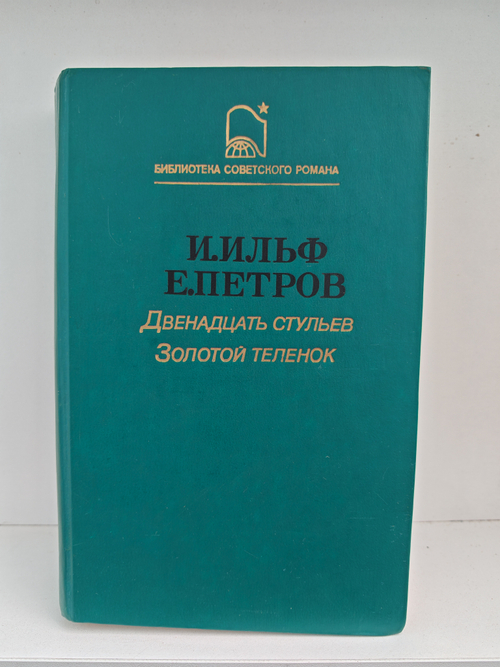 БИБЛИОТЕКА СОВЕТСКОГО РОМАНА
И.ИЛЬФ
Е.ПЕТРОВ
ДВЕНАДЦАТЬ СТУЛЬЕВ
ЗОЛОТОЙ ТЕЛЕНОК